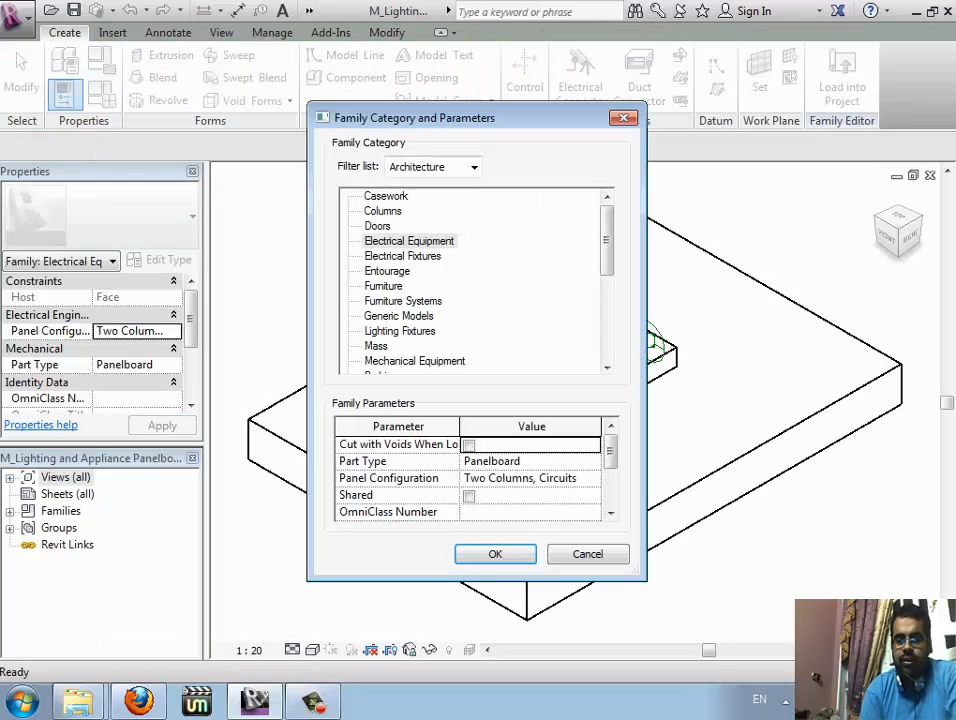 M_Lightin...
Type a keyword or phrase
Sign In
Create
Insert
Annotate
View
Manage
Add-Ins
Modify
Modify
Extrusion
Sweep
Blend
Swept Blend
Revolve
Void Forms
Model Line
Model Text
Component
Opening
Control
Electrical
Duct
Set
Load into
Project
Select
Properties
Forms
Datum
Work Plane
Family Editor
Properties
Family: Electrical Eq
Edit Type
Constraints
Host
Face
Electrical Engin...
Panel Configu...
Two Colum...
Mechanical
Part Type
Panelboard
Identity Data
OmniClass N...
Properties help
Apply
M_Lighting and Appliance Panelbo...
Views (all)
Sheets (all)
Families
Groups
Revit Links
Family Category and Parameters
Family Category
Filter list:
Architecture
Casework
Columns
Doors
Electrical Equipment
Electrical Fixtures
Entourage
Furniture
Furniture Systems
Generic Models
Lighting Fixtures
Mass
Mechanical Equipment
Family Parameters
Parameter
Value
Cut with Voids When Lo
Part Type
Panelboard
Panel Configuration
Two Columns, Circuits
Shared
OmniClass Number
OK
Cancel
TOP
FRONT
RIGHT
1 : 20
Ready
um
EN